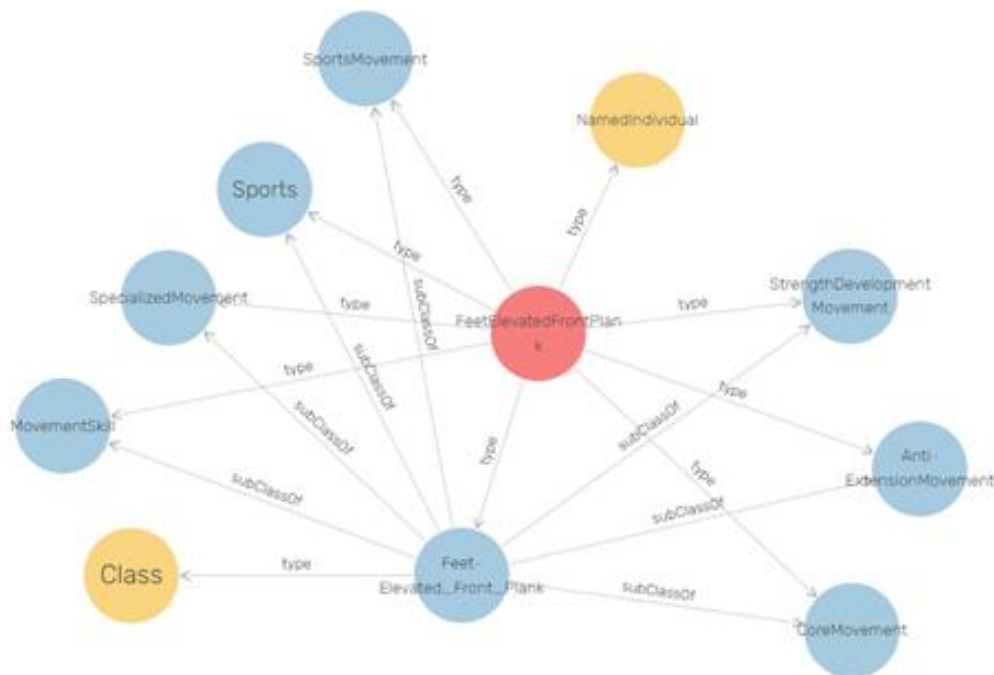 SportsMovement
NamedIndividual
type
Sports
type
type
SpecializedMovement
type
subClassOf
FeetElevatedFrontPlan
k
type
StrengthDevelopment
Movement
type
subClassOf
type
MovementSkill
subClassOf
subClassOf
type
type
Anti-
ExtensionMovement
subClassOf
subClassOf
Class
type
Feet-
Elevated_Front_Plank
subClassOf
CoreMovement